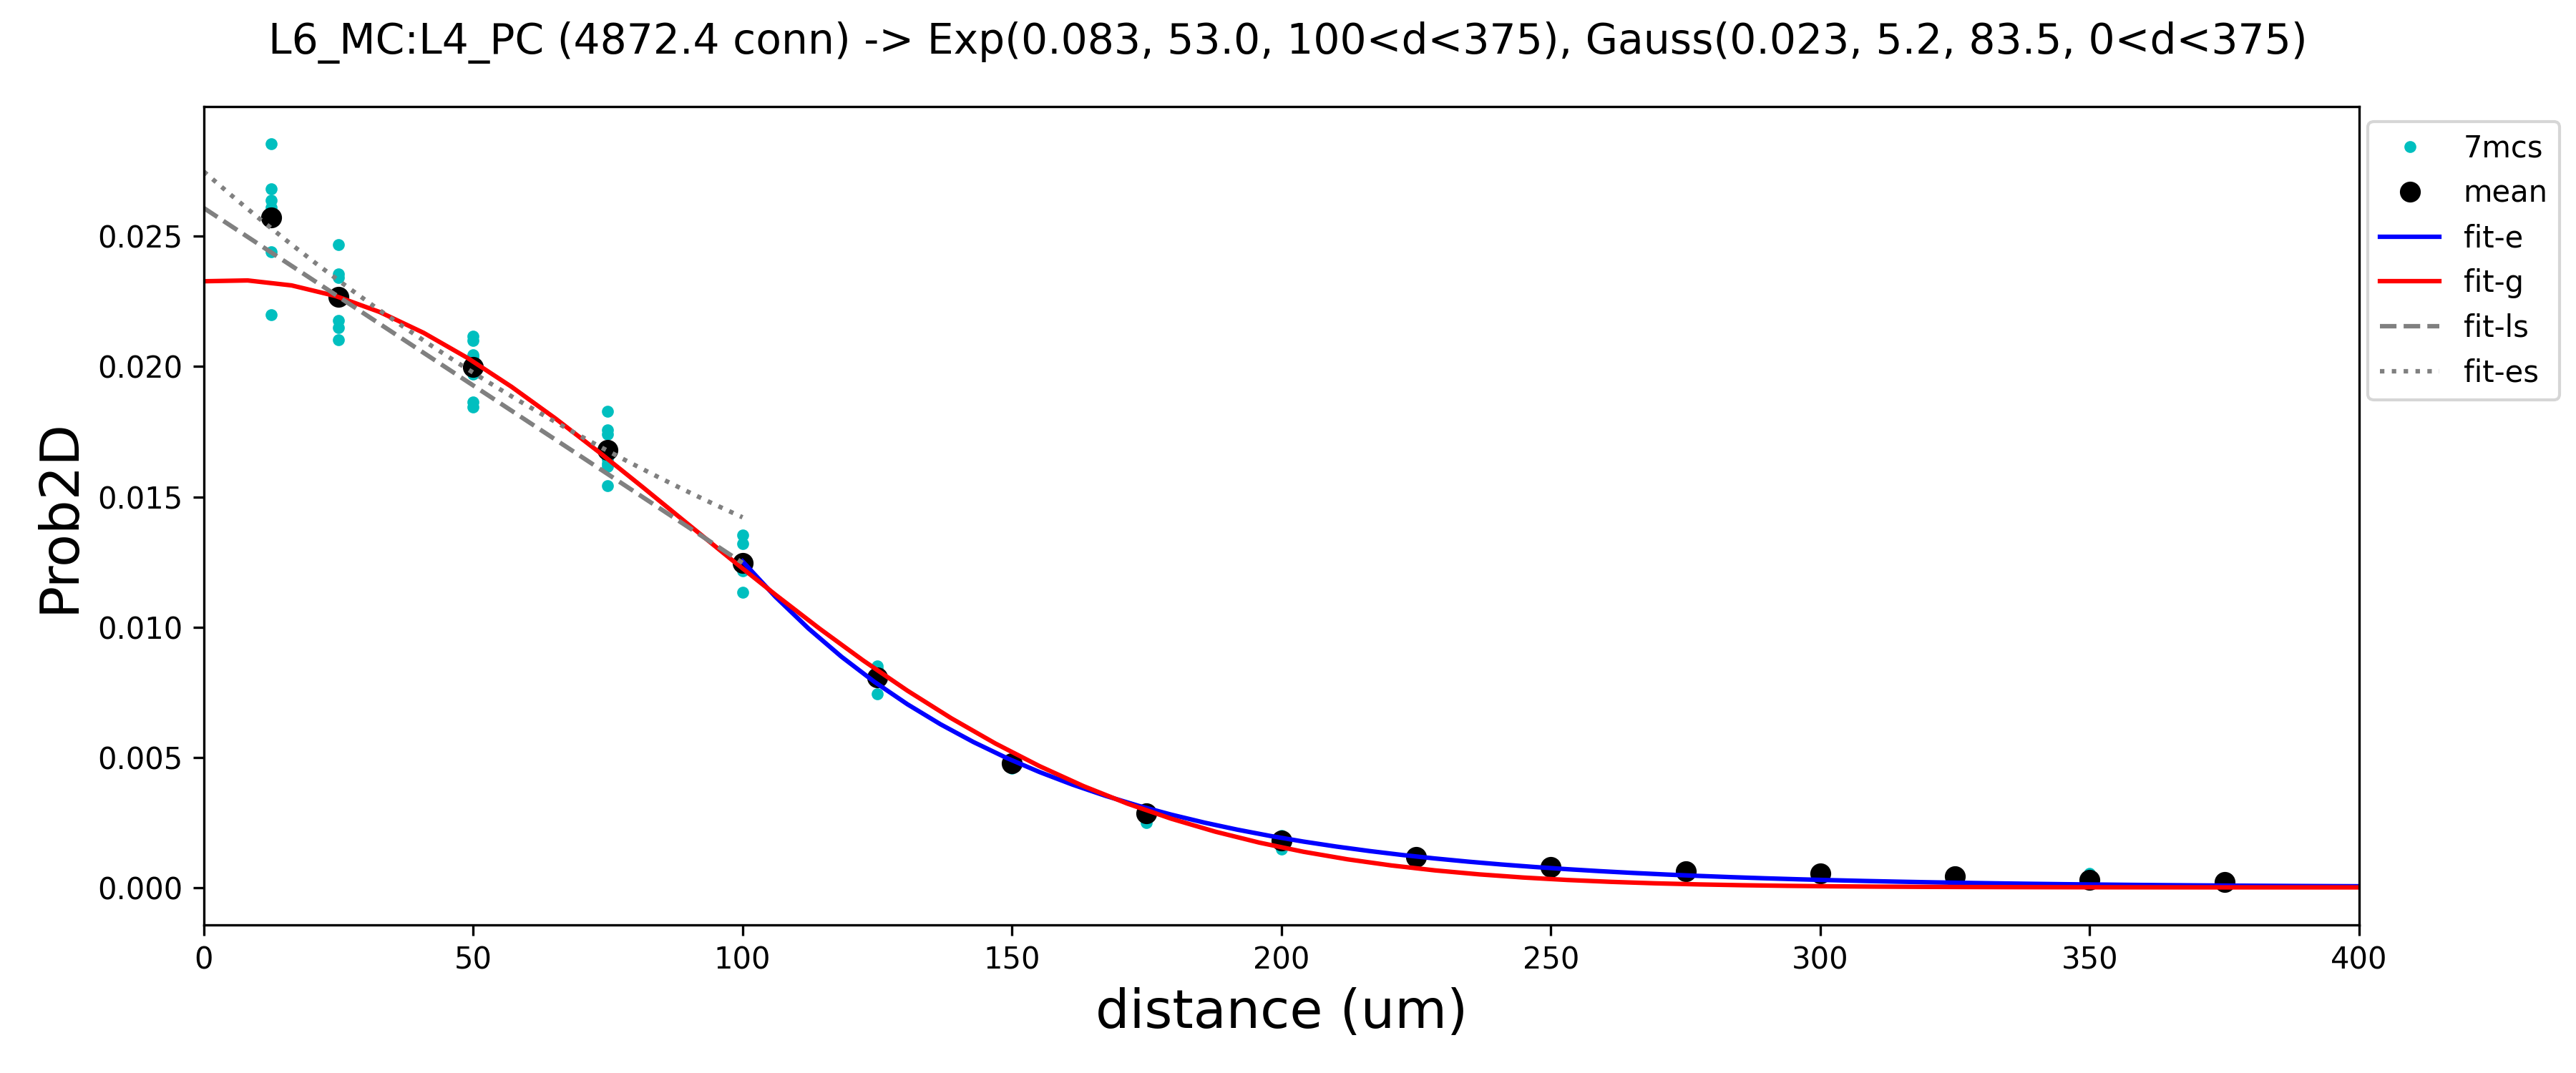 L6_MC:L4_PC (4872.4 conn) -> Exp(0.083, 53.0, 100<d<375), Gauss(0.023, 5.2, 83.5, 0<d<375)
7mcs
mean
fit-e
fit-g
fit-ls
fit-es
Prob2D
0.025
0.020
0.015
0.010
0.005
0.000
0 50 100 150 200 250 300 350 400
distance (um)